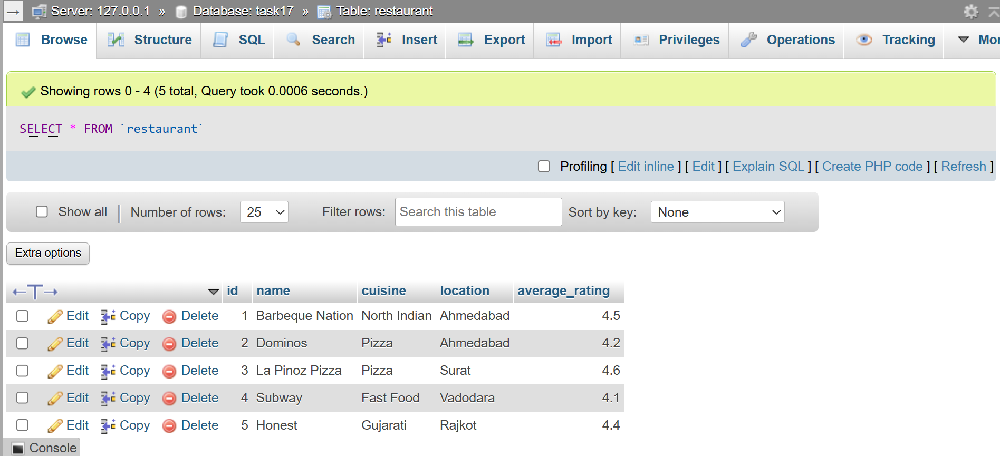 Server: 127.0.0.1 » Database: task17 » Table: restaurant
Browse Structure SQL Search Insert Export Import Privileges Operations Tracking
Showing rows 0 - 4 (5 total, Query took 0.0006 seconds.)
SELECT * FROM `restaurant`
Profiling [ Edit inline ] [ Edit ] [ Explain SQL ] [ Create PHP code ] [ Refresh ]
Show all | Number of rows: 25 Filter rows: Search this table Sort by key: None
Extra options
←T→ id name cuisine location average_rating
Edit Copy Delete 1 Barbeque Nation North Indian Ahmedabad 4.5
Edit Copy Delete 2 Dominos Pizza Ahmedabad 4.2
Edit Copy Delete 3 La Pinoz Pizza Pizza Surat 4.6
Edit Copy Delete 4 Subway Fast Food Vadodara 4.1
Edit Copy Delete 5 Honest Gujarati Rajkot 4.4
Console